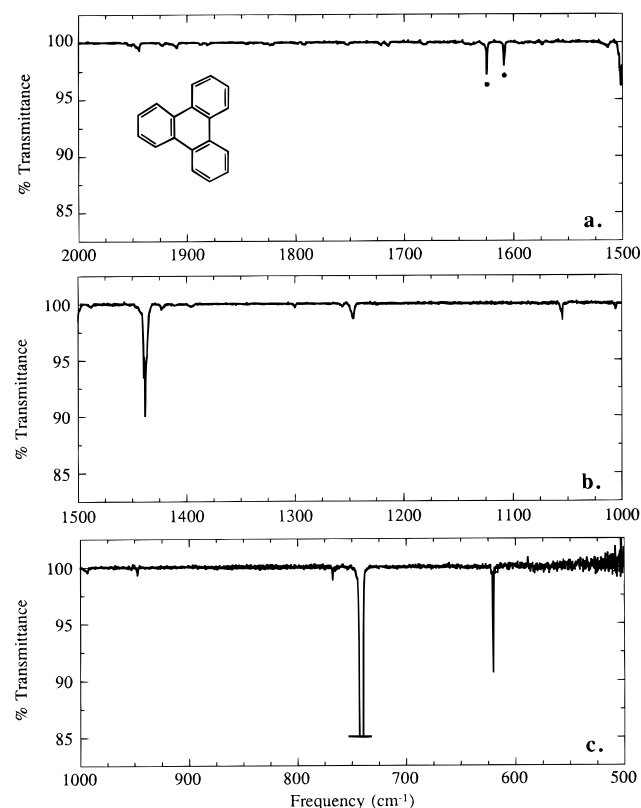 100
95
90
85
% Transmittance
a.
2000 1900 1800 1700 1600 1500
100
95
90
85
% Transmittance
b.
1500 1400 1300 1200 1100 1000
100
95
90
85
% Transmittance
c.
1000 900 800 700 600 500
Frequency (cm⁻¹)